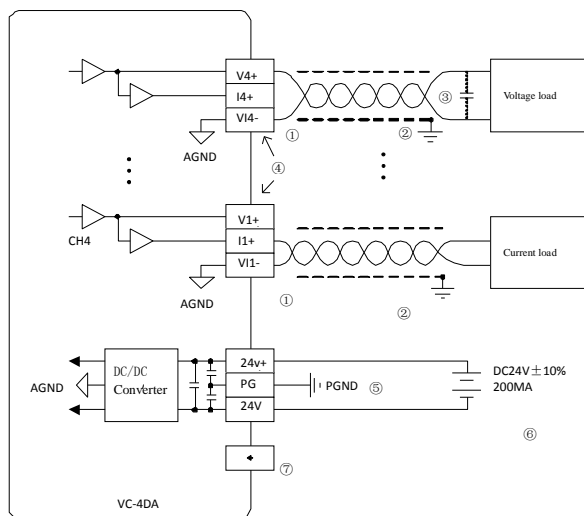 V4+
I4+
VI4-
AGND
①
②
③
Voltage load
④
V1+
CH4
I1+
VI1-
AGND
①
②
Current load
DC/DC
Converter
AGND
24v+
PG
24V
PGND
⑤
DC24V±10%
200MA
⑥
⑦
VC-4DA